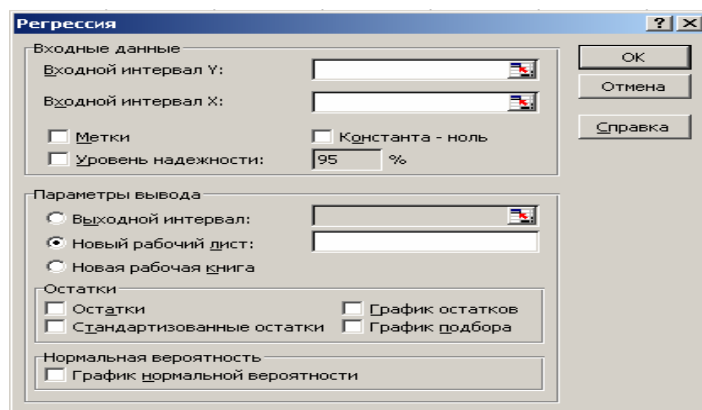 Регрессия
Входные данные
Входной интервал Y:
Входной интервал X:
Метки
Константа - ноль
Уровень надежности:
95 %
Параметры вывода
Выходной интервал:
Новый рабочий лист:
Новая рабочая книга
Остатки
Остатки
График остатков
Стандартизованные остатки
График подбора
Нормальная вероятность
График нормальной вероятности
ОК
Отмена
Справка